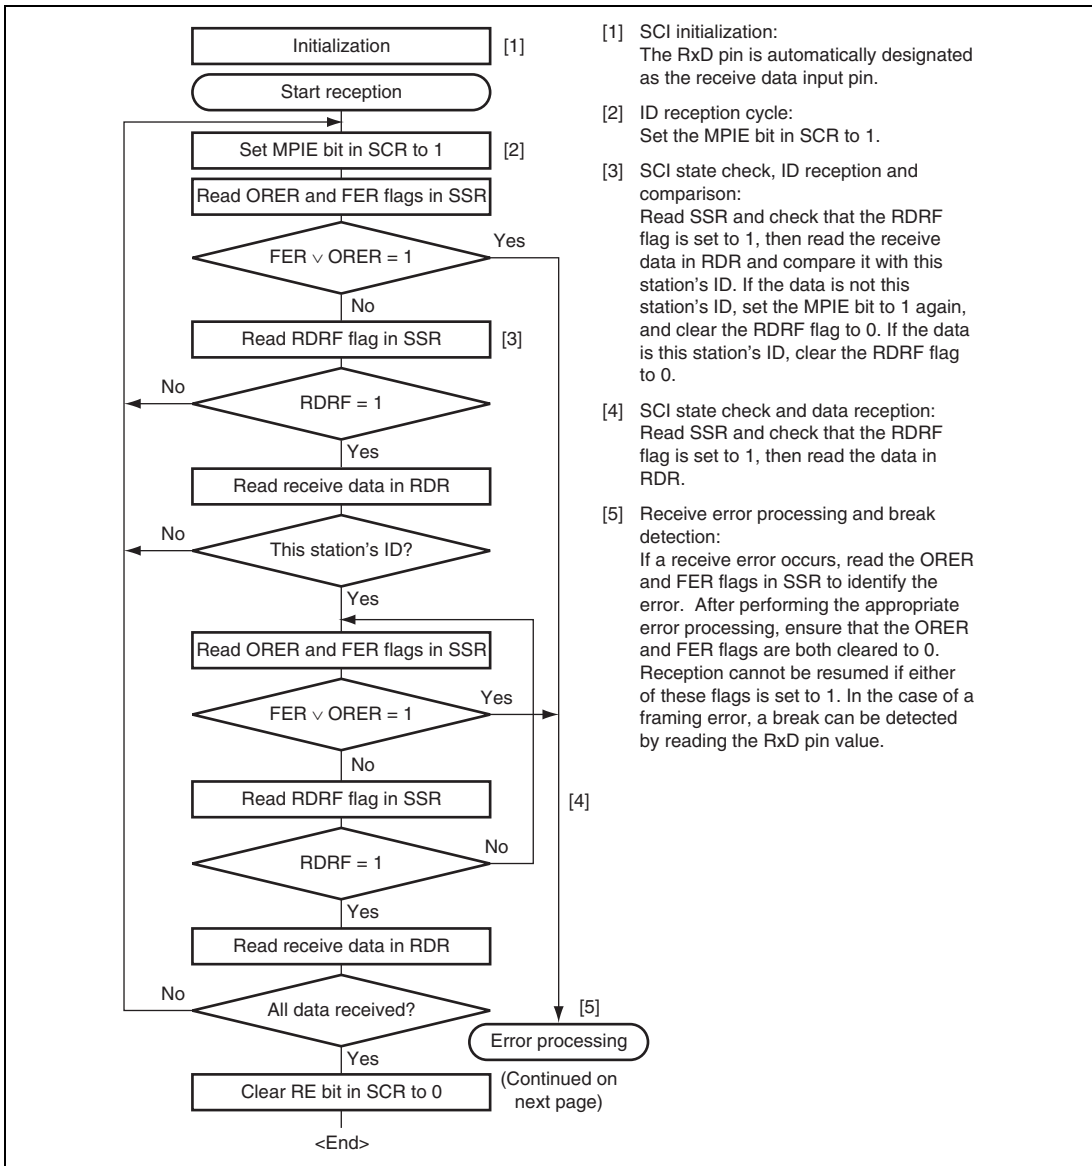 Initialization
[1]
Start reception
Set MPIE bit in SCR to 1
[2]
Read ORER and FER flags in SSR
FER ∨ ORER = 1
Yes
No
Read RDRF flag in SSR
[3]
No
RDRF = 1
Yes
Read receive data in RDR
No
This station's ID?
Yes
Read ORER and FER flags in SSR
FER ∨ ORER = 1
Yes
No
Read RDRF flag in SSR
[4]
No
RDRF = 1
Yes
Read receive data in RDR
No
All data received?
[5]
Error processing
Yes
(Continued on
next page)
Clear RE bit in SCR to 0
<End>
[1] SCI initialization:
The RxD pin is automatically designated
as the receive data input pin.
[2] ID reception cycle:
Set the MPIE bit in SCR to 1.
[3] SCI state check, ID reception and
comparison:
Read SSR and check that the RDRF
flag is set to 1, then read the receive
data in RDR and compare it with this
station's ID. If the data is not this
station's ID, set the MPIE bit to 1 again,
and clear the RDRF flag to 0. If the data
is this station's ID, clear the RDRF flag
to 0.
[4] SCI state check and data reception:
Read SSR and check that the RDRF
flag is set to 1, then read the data in
RDR.
[5] Receive error processing and break
detection:
If a receive error occurs, read the ORER
and FER flags in SSR to identify the
error. After performing the appropriate
error processing, ensure that the ORER
and FER flags are both cleared to 0.
Reception cannot be resumed if either
of these flags is set to 1. In the case of a
framing error, a break can be detected
by reading the RxD pin value.